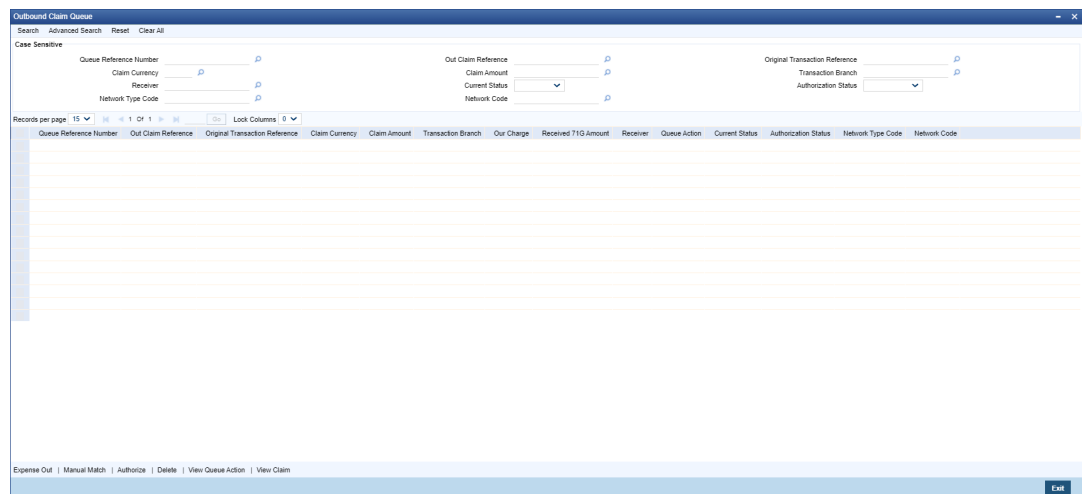 Outbound Claim Queue
Search Advanced Search Reset Clear All
Case Sensitive
Queue Reference Number Out Claim Reference Original Transaction Reference
Claim Currency Claim Amount Transaction Branch
Receiver Current Status Authorization Status
Network Type Code Network Code
Records per page 15 1 Of 1 Go Lock Columns 0
Queue Reference Number Out Claim Reference Original Transaction Reference Claim Currency Claim Amount Transaction Branch Our Charge Received 71G Amount Receiver Queue Action Current Status Authorization Status Network Type Code Network Code
Expense Out | Manual Match | Authorize | Delete | View Queue Action | View Claim
Exit